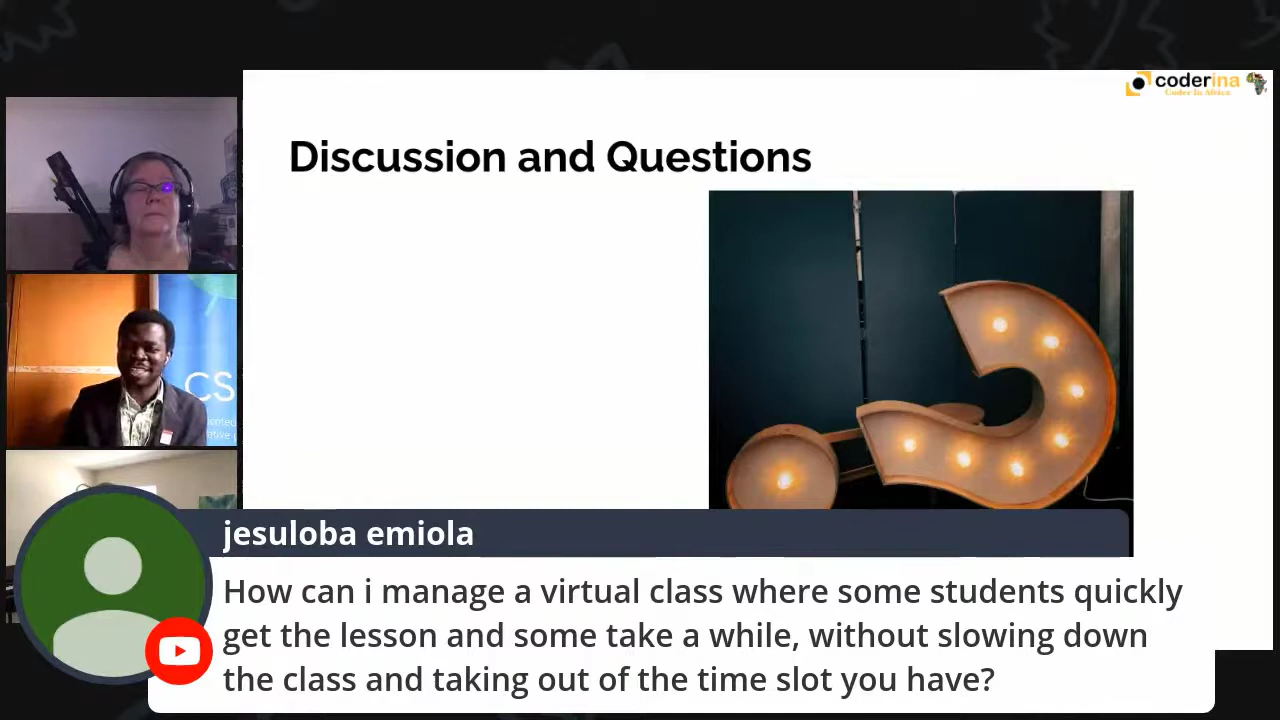 coderina
Coder in Africa
Discussion and Questions
CS
jesuloba emiola
How can i manage a virtual class where some students quickly
get the lesson and some take a while, without slowing down
the class and taking out of the time slot you have?